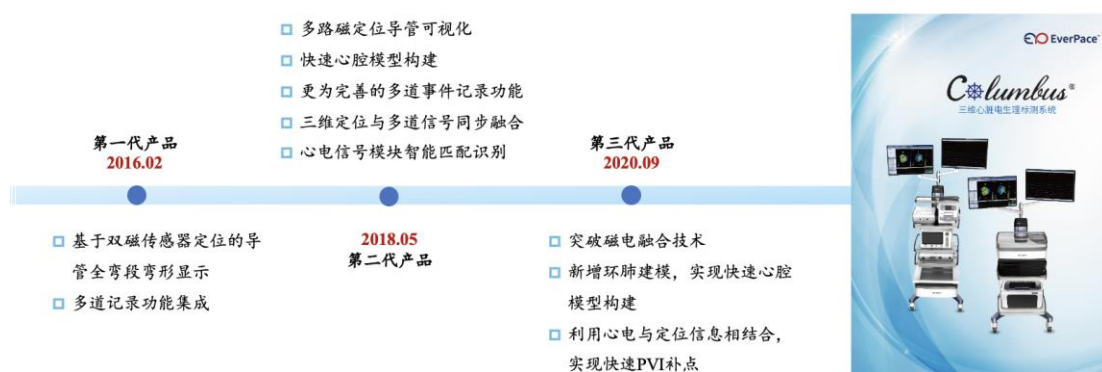 多路磁定位导管可视化
快速心腔模型构建
更为完善的多道事件记录功能
三维定位与多道信号同步融合
心电信号模块智能匹配识别
第一代产品
2016.02
第三代产品
2020.09
基于双磁传感器定位的导
管全弯段弯形显示
多道记录功能集成
2018.05
第二代产品
突破磁电融合技术
新增环肺建模，实现快速心腔
模型构建
利用心电与定位信息相结合，
实现快速PVI补点
EverPace™
Columbus®
三维心脏电生理标测系统